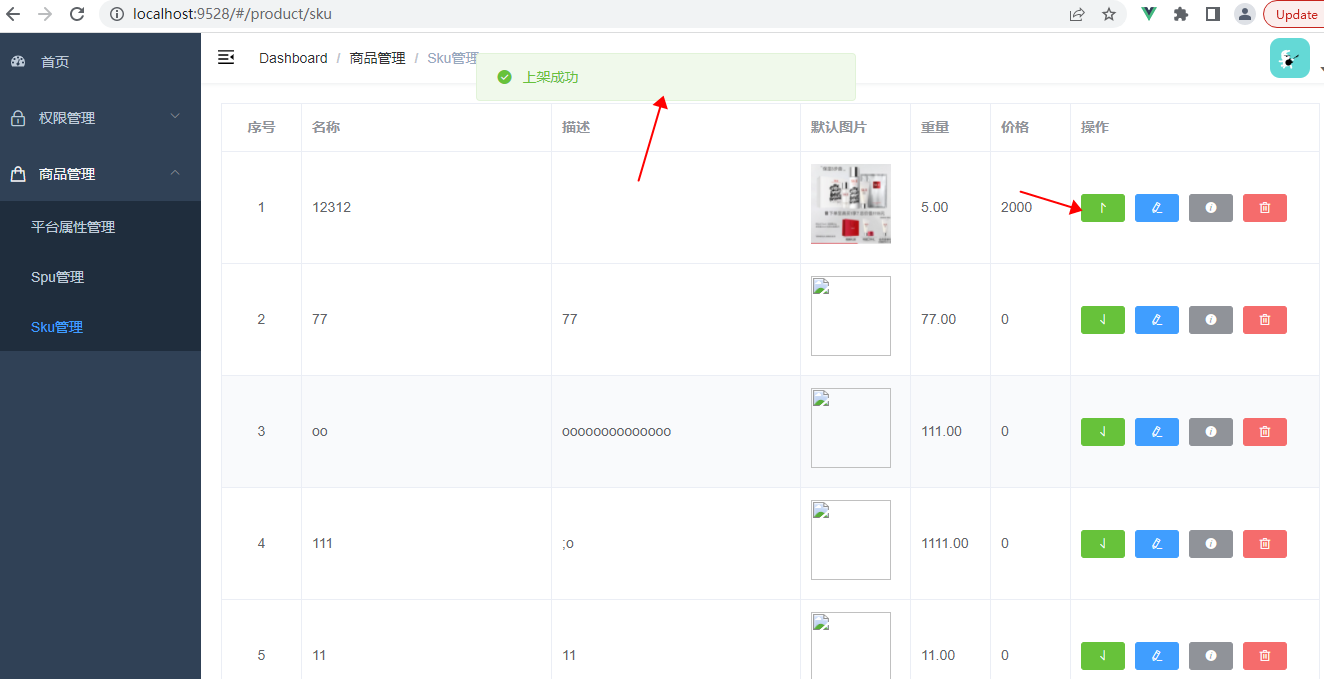 localhost:9528/#/product/sku
Update
首页
权限管理
商品管理
平台属性管理
Spu管理
Sku管理
Dashboard / 商品管理 / Sku管理
上架成功
序号 名称 描述 默认图片 重量 价格 操作
1 12312 5.00 2000
2 77 77 77.00 0
3 oo oooooooooooooo 111.00 0
4 111 ;o 1111.00 0
5 11 11 11.00 0